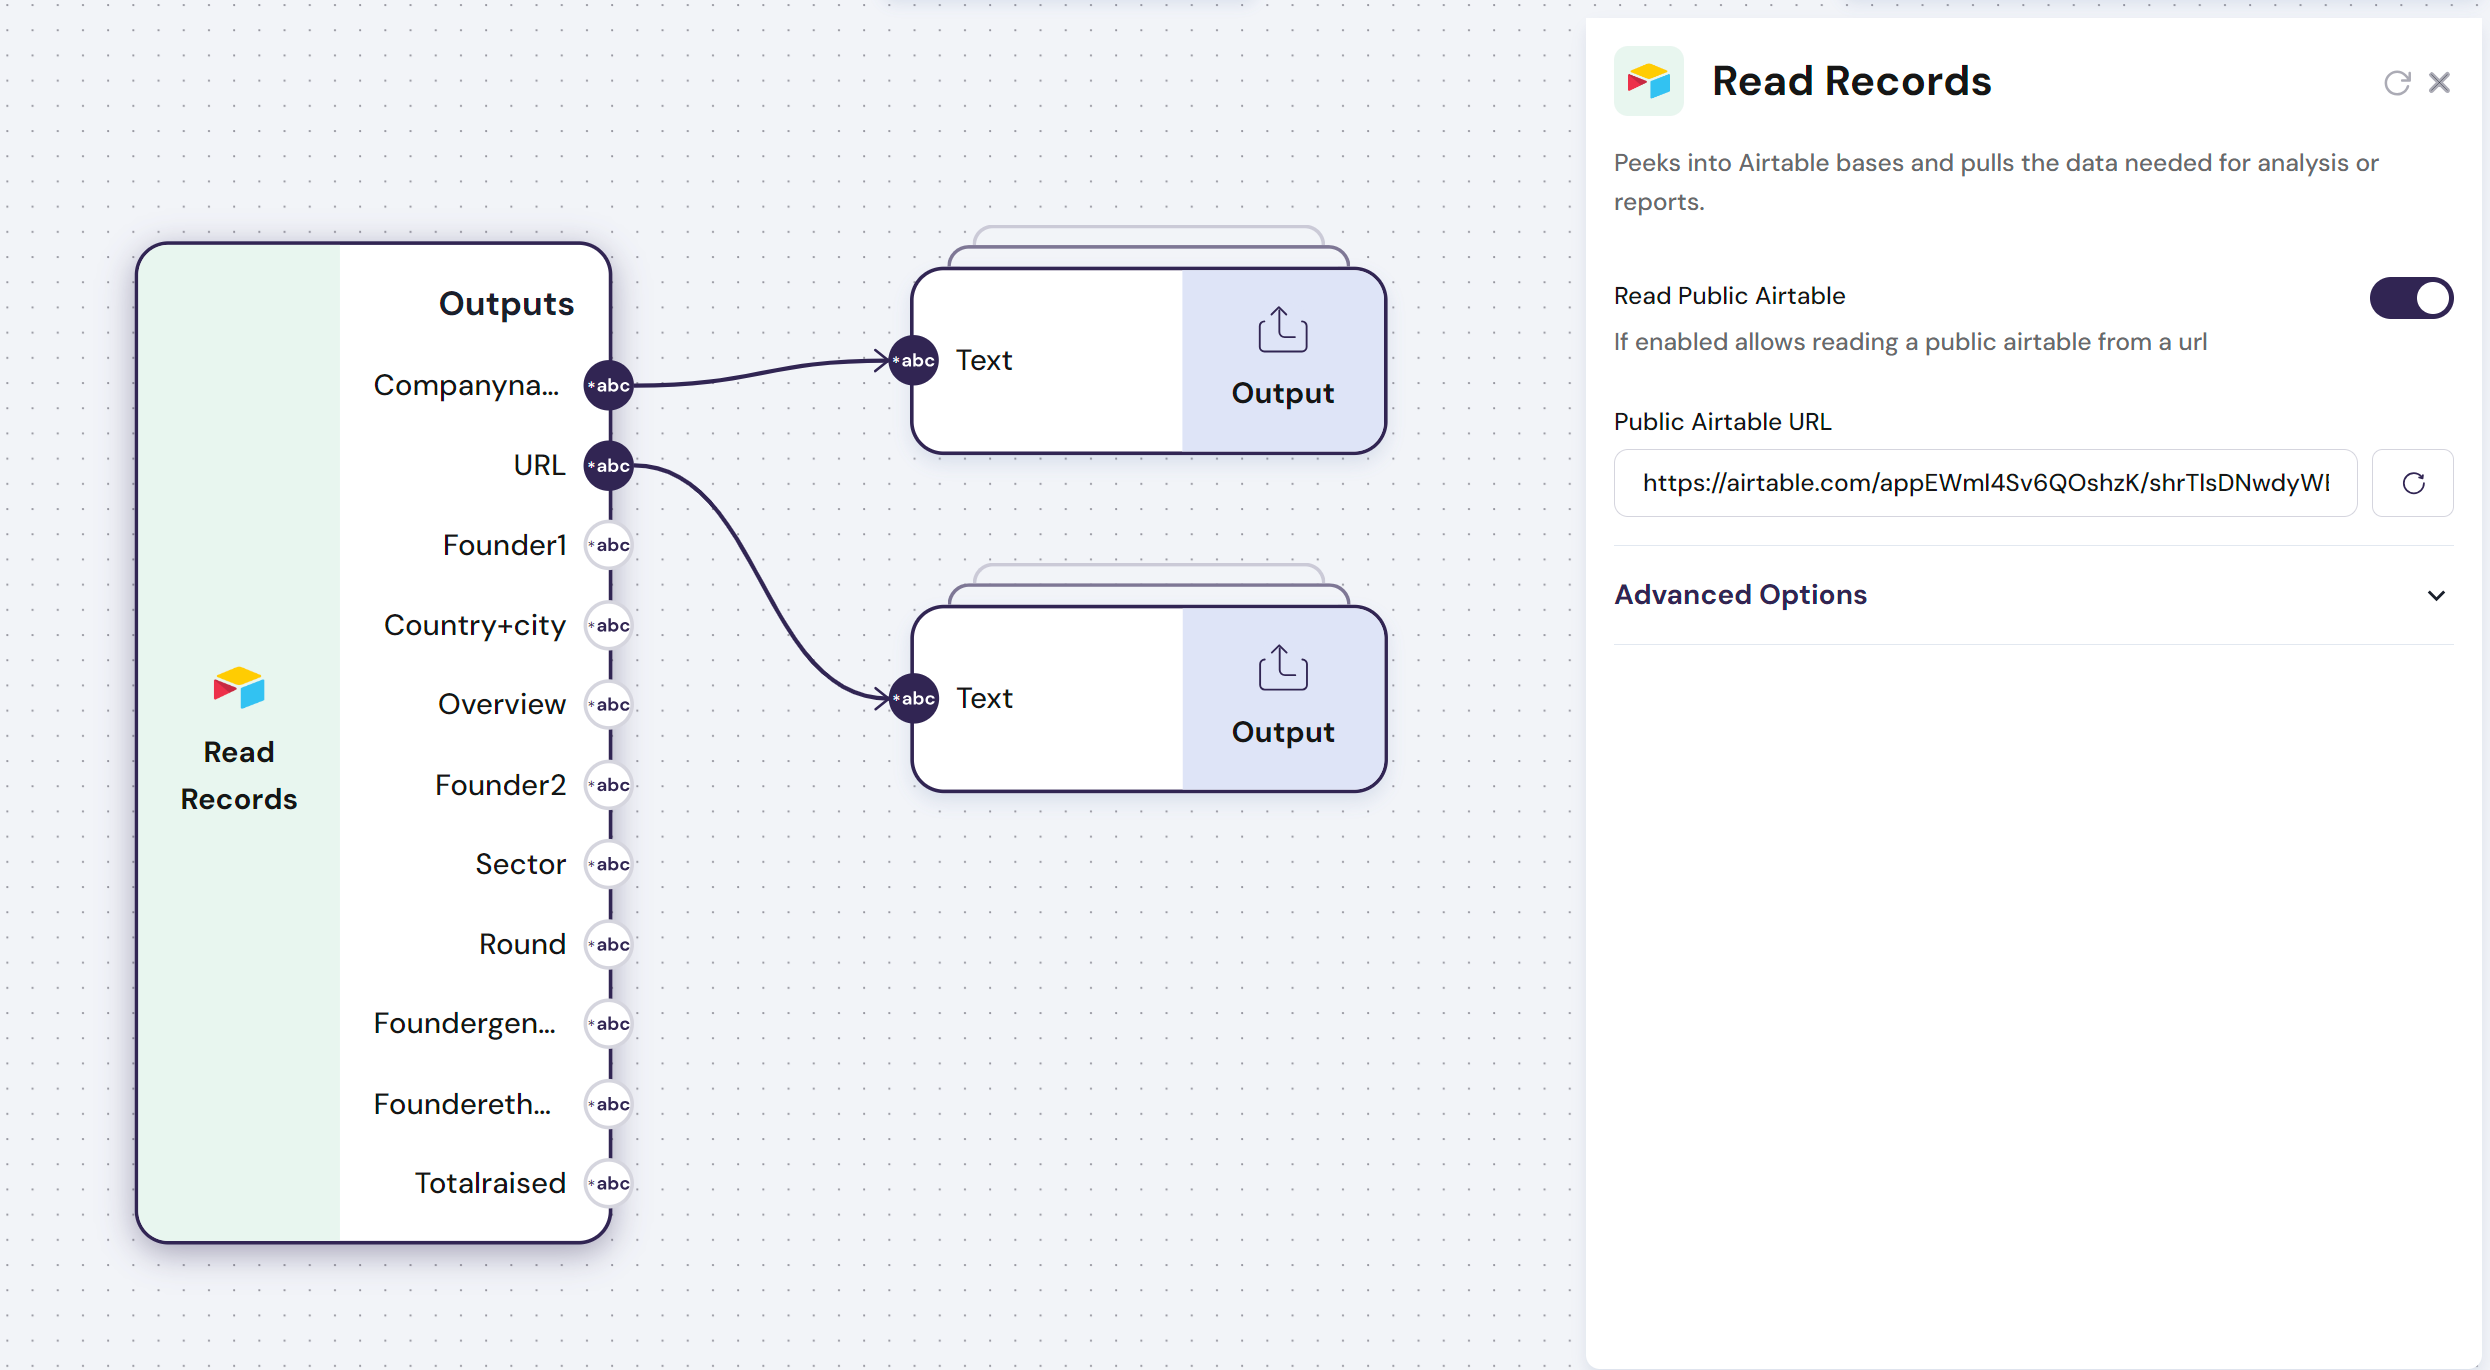 Outputs
Companyna...
*abc
URL
*abc
Founder1
*abc
Country+city
*abc
Overview
*abc
Founder2
*abc
Sector
*abc
Round
*abc
Foundergen...
*abc
Foundereth...
*abc
Totalraised
*abc
Read
Records
*abc
Text
Output
*abc
Text
Output
Read Records
Peeks into Airtable bases and pulls the data needed for analysis or
reports.
Read Public Airtable
If enabled allows reading a public airtable from a url
Public Airtable URL
https://airtable.com/appEWml4Sv6QOshzK/shrTlsDNwdyWE
Advanced Options